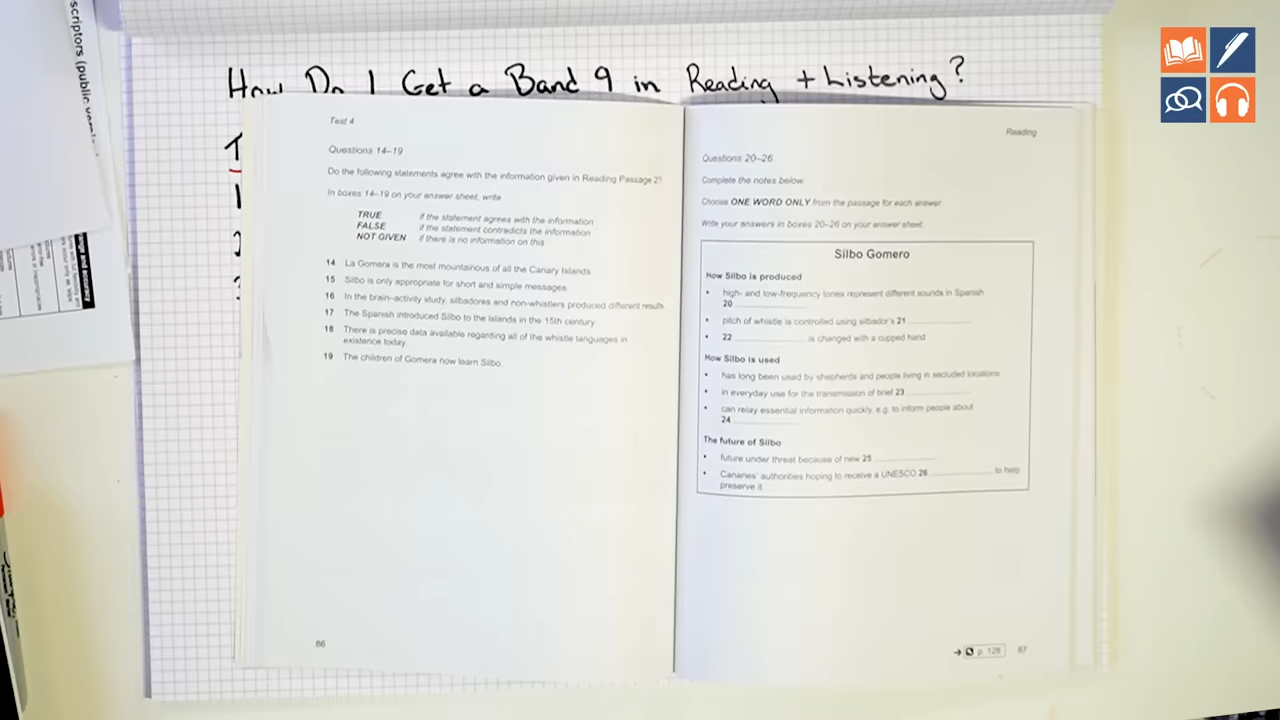 scriptors (public
How Do I Get a Band 9 in Reading + Listening?
Test 4
Questions 14–19
Do the following statements agree with the information given in Reading Passage 2?
In boxes 14–19 on your answer sheet, write
TRUE if the statement agrees with the information
FALSE if the statement contradicts the information
NOT GIVEN if there is no information on this
14 La Gomera is the most mountainous of all the Canary Islands.
15 Silbo is only appropriate for short and simple messages.
16 In the brain-activity study, silbadores and non-whistlers produced different results.
17 The Spanish introduced Silbo to the islands in the 15th century.
18 There is precise data available regarding all of the whistle languages in
existence today.
19 The children of Gomera now learn Silbo.
86
Reading
Questions 20–26
Complete the notes below.
Choose ONE WORD ONLY from the passage for each answer.
Write your answers in boxes 20–26 on your answer sheet.
Silbo Gomero
How Silbo is produced
• high- and low-frequency tones represent different sounds in Spanish
20
• pitch of whistle is controlled using silbador's 21
• 22 is changed with a cupped hand
How Silbo is used
• has long been used by shepherds and people living in secluded locations
• in everyday use for the transmission of brief 23
• can relay essential information quickly, e.g. to inform people about
24
The future of Silbo
• future under threat because of new 25
• Canaries' authorities hoping to receive a UNESCO 26 to help
preserve it
→ p. 126 87